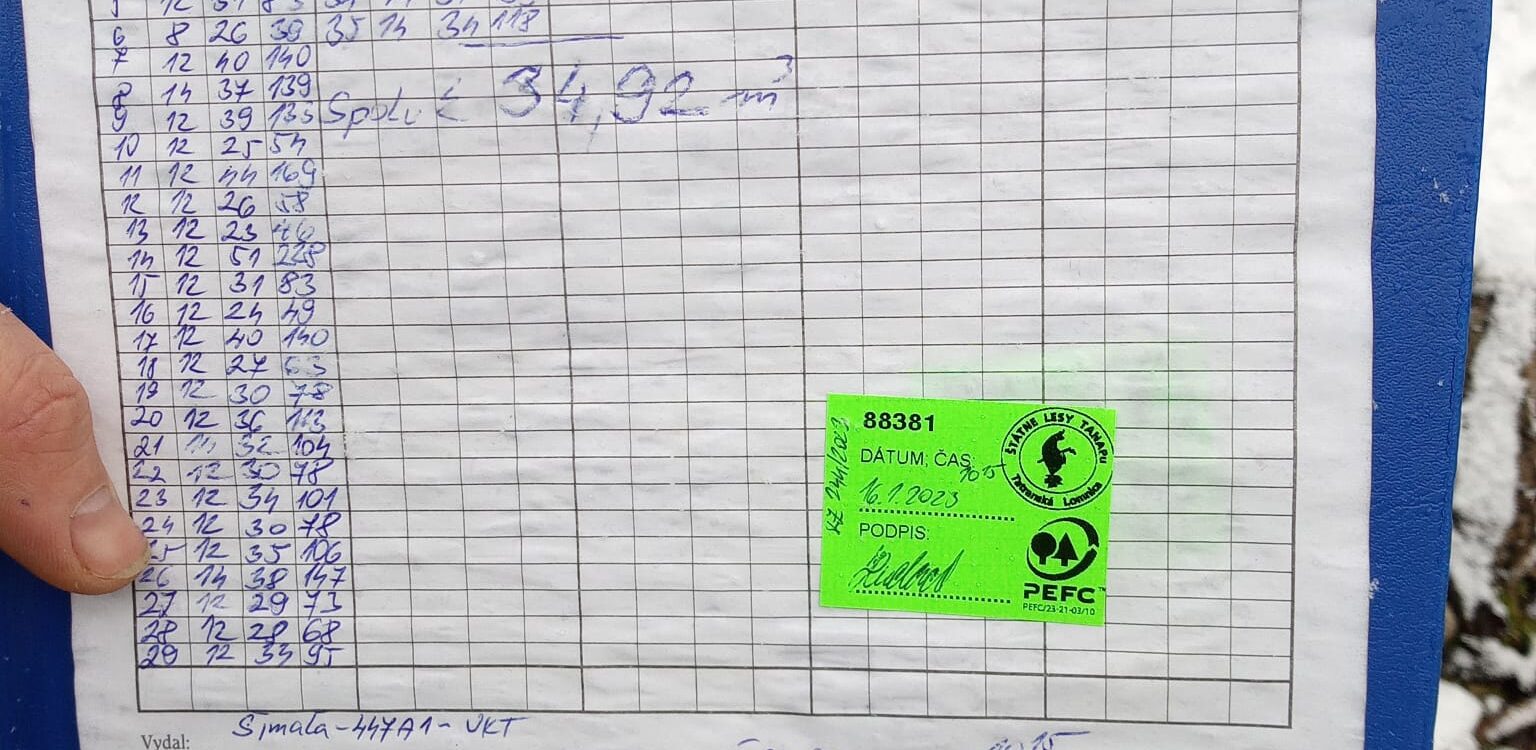 6 8 26 39 35 14 34 118
7 12 40 140
8 14 37 139
9 12 39 133 Spolu 34,92 m³
10 12 25 54
11 12 44 169
12 12 26 58
13 12 23 46
14 12 51 228
15 12 31 83
16 12 24 49
17 12 40 140
18 12 27 63
19 12 30 78
20 12 36 113
21 14 32 104
22 12 30 78
23 12 34 101
24 12 30 78
25 12 35 106
26 14 38 147
27 12 29 73
28 12 28 68
29 12 33 95
88381
DÁTUM, ČAS:
1015
16.1.2023
PODPIS:
ŠTÁTNE LESY TANAPu
Tatranská Lomnica
PEFC™
PEFC/23-21-03/10
Šimala-447A1-VKT
Vydal: